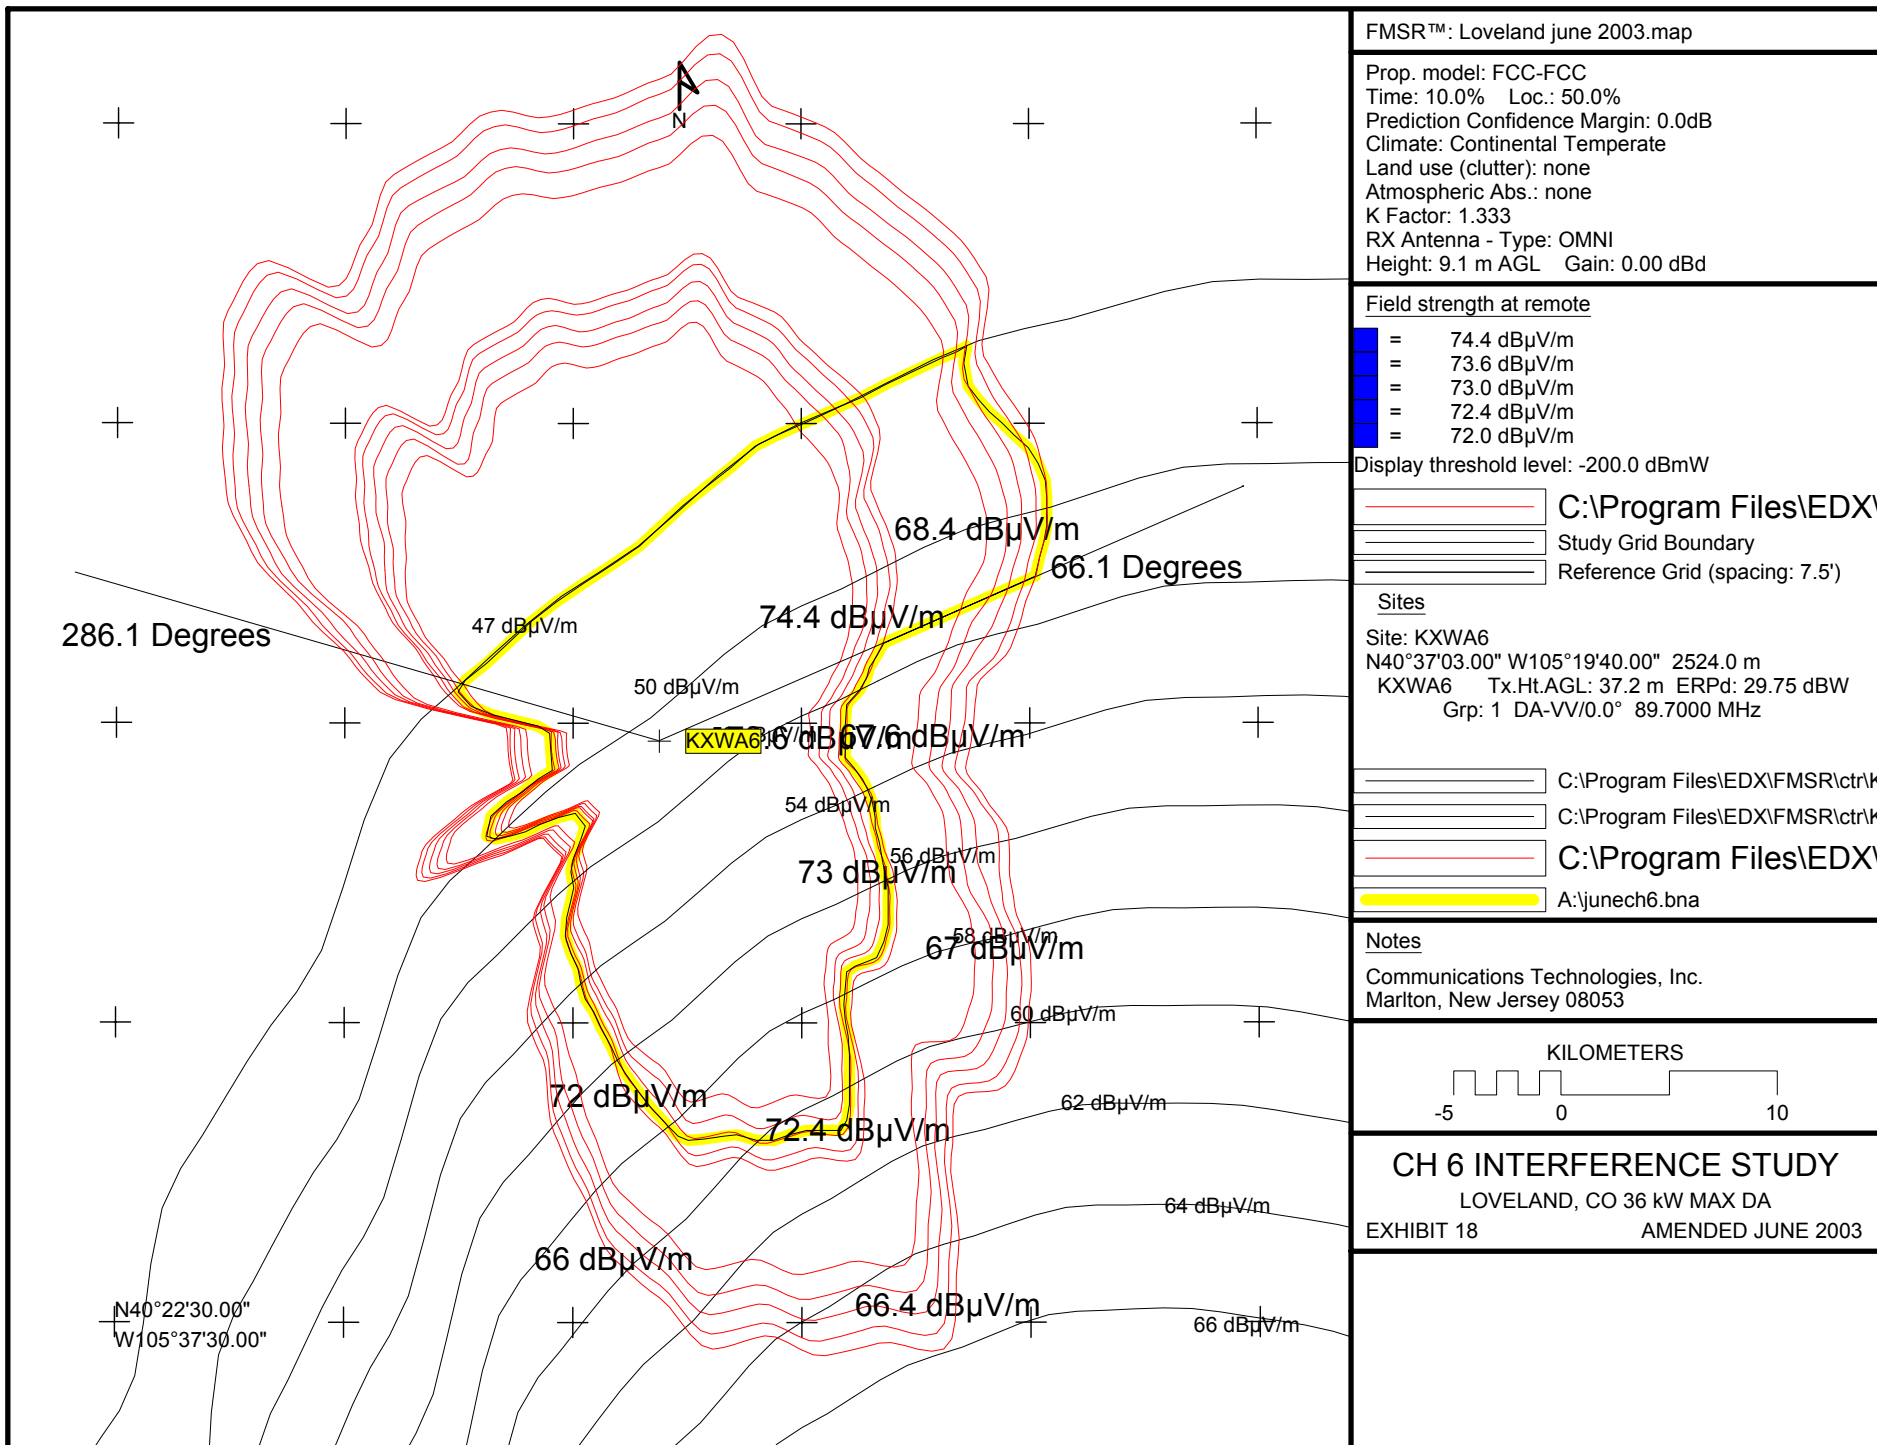 N
68.4 dBµV/m
66.1 Degrees
74.4 dBµV/m
286.1 Degrees
47 dBµV/m
50 dBµV/m
KXWA6
67.6 dBµV/m
54 dBµV/m
56 dBµV/m
73 dBµV/m
58 dBµV/m
67 dBµV/m
60 dBµV/m
72 dBµV/m
62 dBµV/m
72.4 dBµV/m
64 dBµV/m
66 dBµV/m
66.4 dBµV/m
66 dBµV/m
N40°22'30.00"
W105°37'30.00"
FMSR™: Loveland june 2003.map
Prop. model: FCC-FCC
Time: 10.0% Loc.: 50.0%
Prediction Confidence Margin: 0.0dB
Climate: Continental Temperate
Land use (clutter): none
Atmospheric Abs.: none
K Factor: 1.333
RX Antenna - Type: OMNI
Height: 9.1 m AGL Gain: 0.00 dBd
Field strength at remote
= 74.4 dBµV/m
= 73.6 dBµV/m
= 73.0 dBµV/m
= 72.4 dBµV/m
= 72.0 dBµV/m
Display threshold level: -200.0 dBmW
C:\Program Files\EDX\
Study Grid Boundary
Reference Grid (spacing: 7.5')
Sites
Site: KXWA6
N40°37'03.00" W105°19'40.00" 2524.0 m
KXWA6 Tx.Ht.AGL: 37.2 m ERPd: 29.75 dBW
Grp: 1 DA-VV/0.0° 89.7000 MHz
C:\Program Files\EDX\FMSR\ctr\K
C:\Program Files\EDX\FMSR\ctr\K
C:\Program Files\EDX\
A:\junech6.bna
Notes
Communications Technologies, Inc.
Marlton, New Jersey 08053
KILOMETERS
-5 0 10
CH 6 INTERFERENCE STUDY
LOVELAND, CO 36 kW MAX DA
EXHIBIT 18 AMENDED JUNE 2003